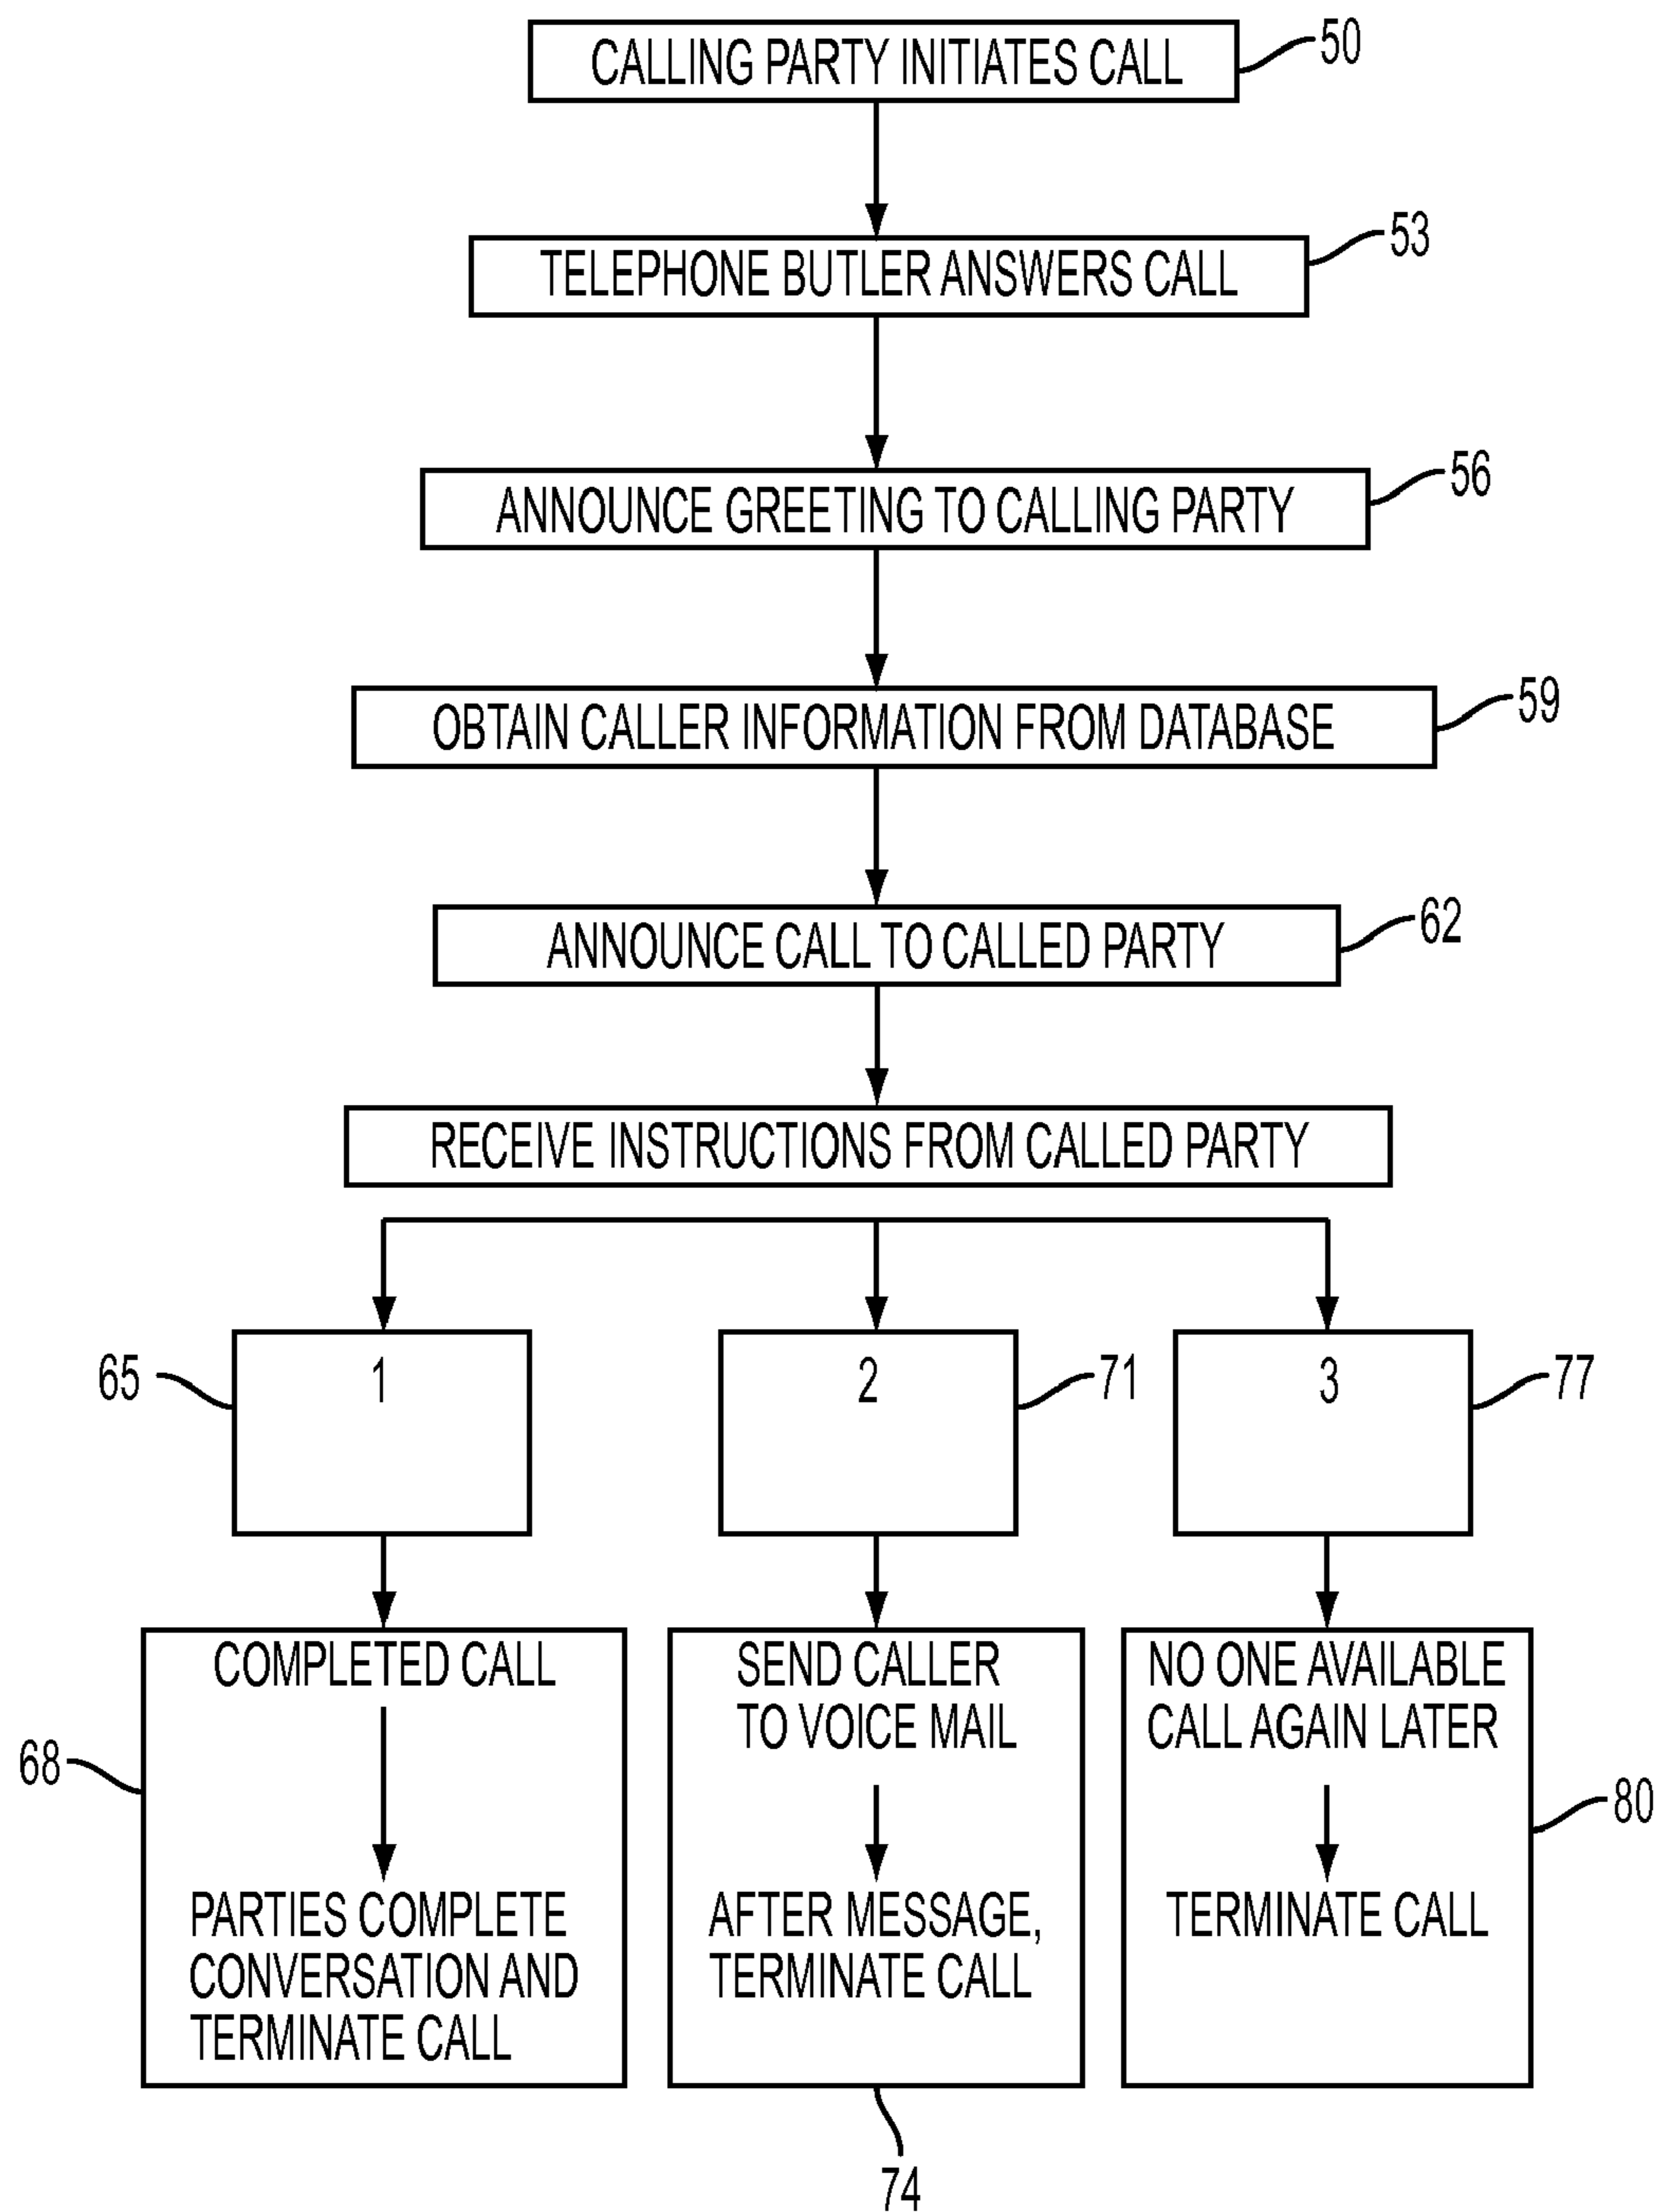 CALLING PARTY INITIATES CALL
50
TELEPHONE BUTLER ANSWERS CALL
53
ANNOUNCE GREETING TO CALLING PARTY
56
OBTAIN CALLER INFORMATION FROM DATABASE
59
ANNOUNCE CALL TO CALLED PARTY
62
RECEIVE INSTRUCTIONS FROM CALLED PARTY
65
1
2
71
3
77
68
COMPLETED CALL
PARTIES COMPLETE
CONVERSATION AND
TERMINATE CALL
SEND CALLER
TO VOICE MAIL
AFTER MESSAGE,
TERMINATE CALL
74
NO ONE AVAILABLE
CALL AGAIN LATER
TERMINATE CALL
80